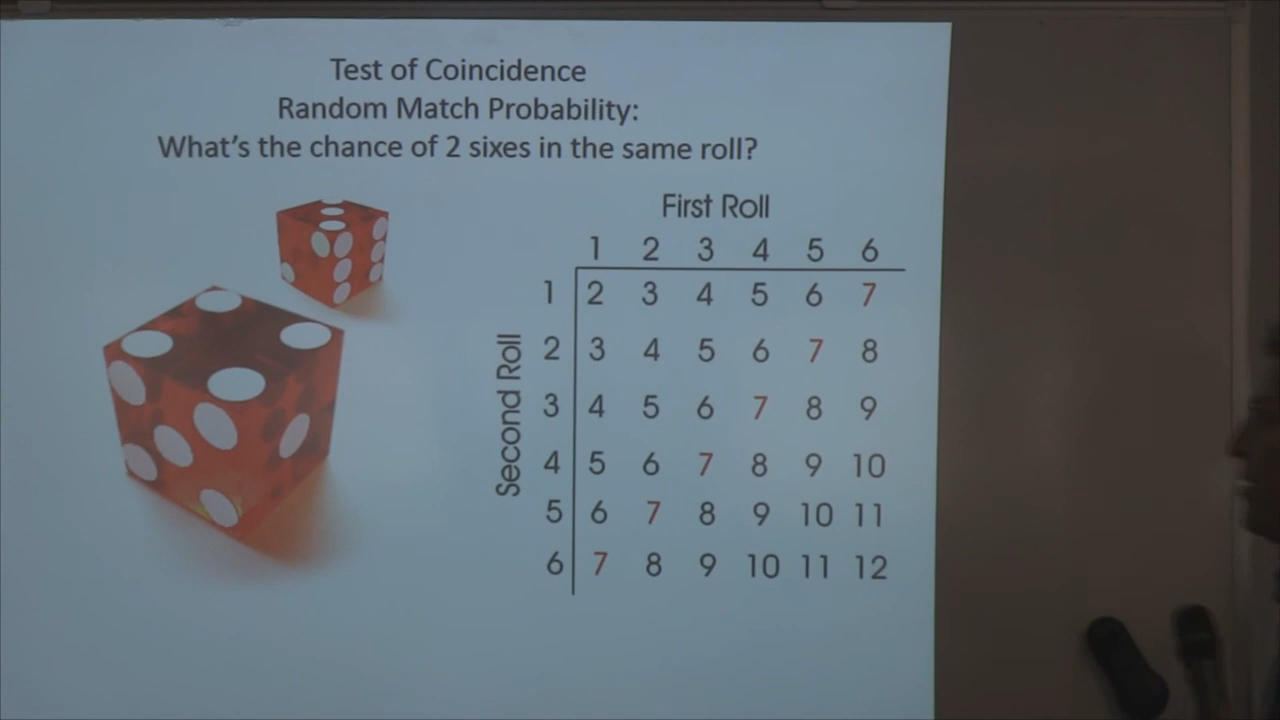 Test of Coincidence
Random Match Probability:
What's the chance of 2 sixes in the same roll?
First Roll
1 2 3 4 5 6
Second Roll
1 2 3 4 5 6 7
2 3 4 5 6 7 8
3 4 5 6 7 8 9
4 5 6 7 8 9 10
5 6 7 8 9 10 11
6 7 8 9 10 11 12